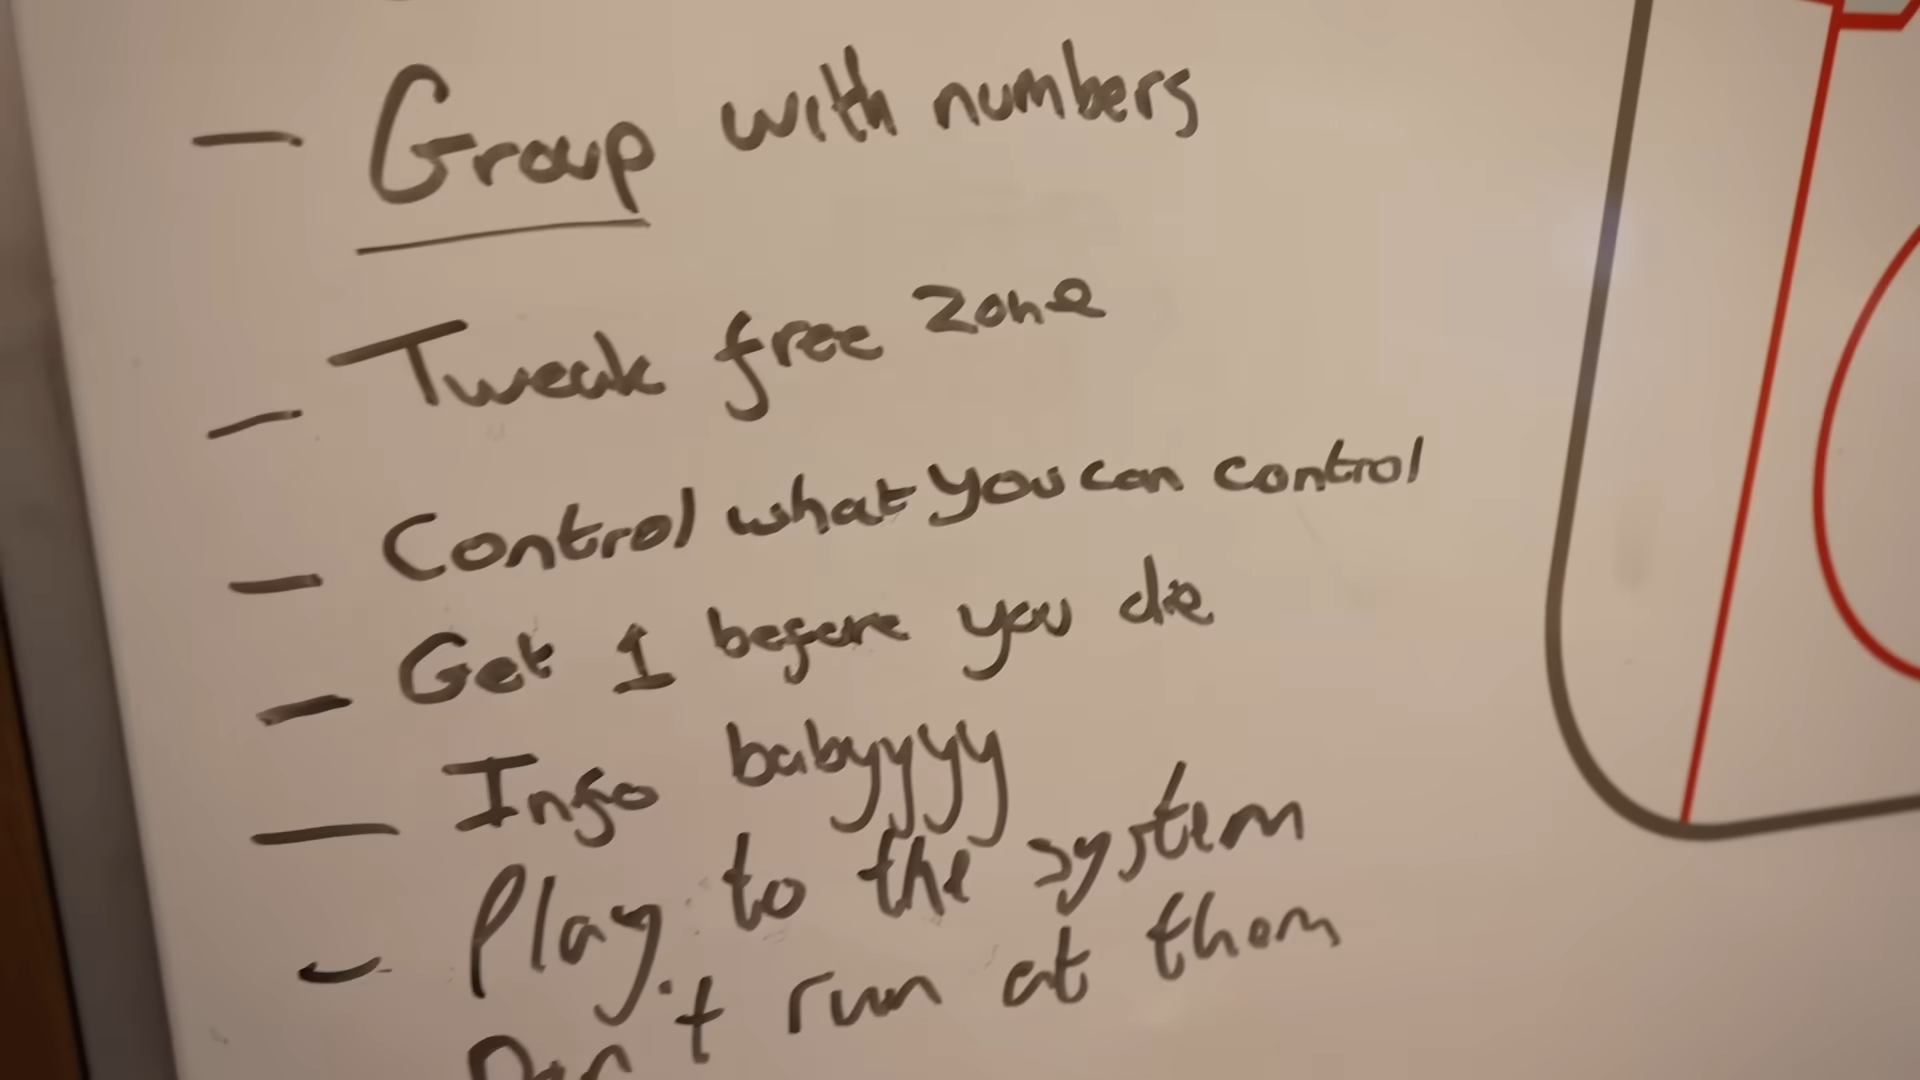 - Group with numbers
- Tweak free zone
- Control what you can control
- Get 1 before you die
- Info babyyyy
- Play to the system
Don't run at them